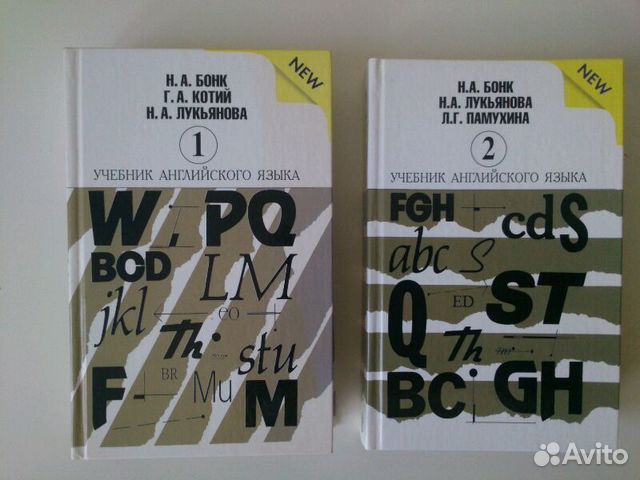 NEW
Н. А. БОНК
Г. А. КОТИЙ
Н. А. ЛУКЬЯНОВА
1
УЧЕБНИК АНГЛИЙСКОГО ЯЗЫКА
W. PQ
BCD
LM
jkl
eo
Th
stu
BR
F
Mu
M
NEW
Н.А. БОНК
Н.А. ЛУКЬЯНОВА
Л.Г. ПАМУХИНА
2
УЧЕБНИК АНГЛИЙСКОГО ЯЗЫКА
FGH
cdS
abc S
Q
ED
ST
Th
BC GH
Avito